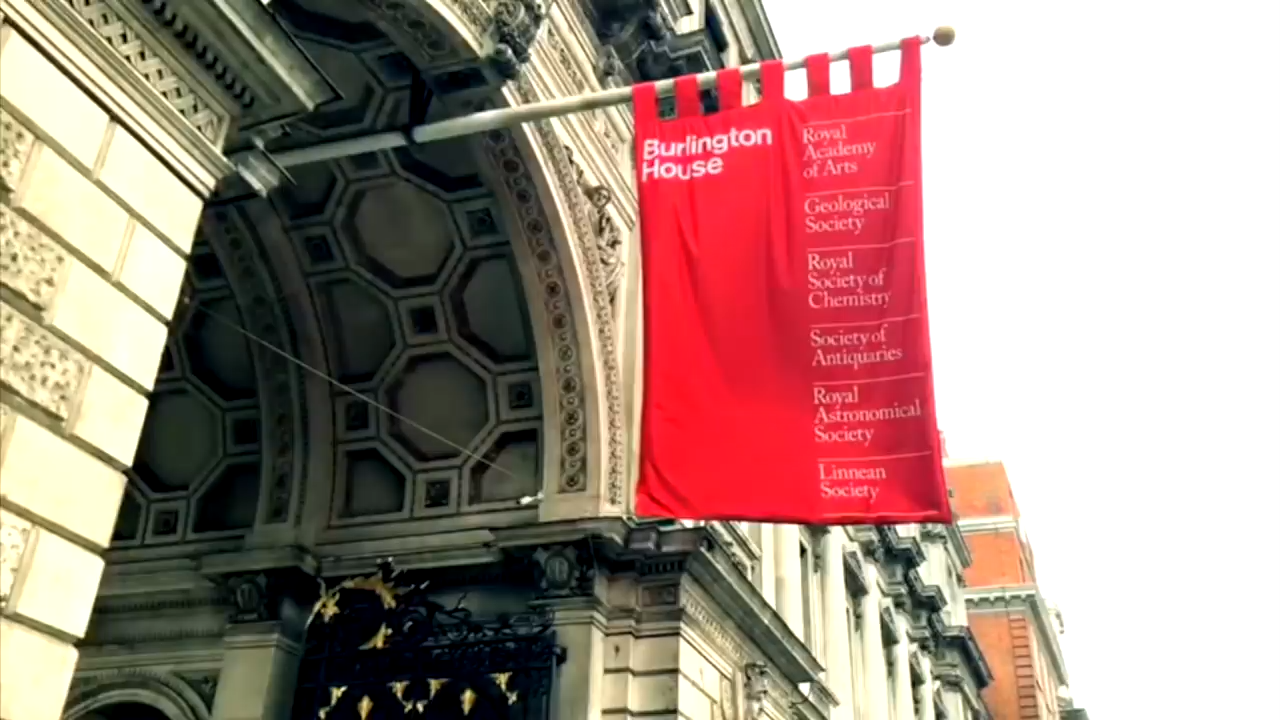 Burlington
House
Royal
Academy
of Arts
Geological
Society
Royal
Society of
Chemistry
Society of
Antiquaries
Royal
Astronomical
Society
Linnean
Society